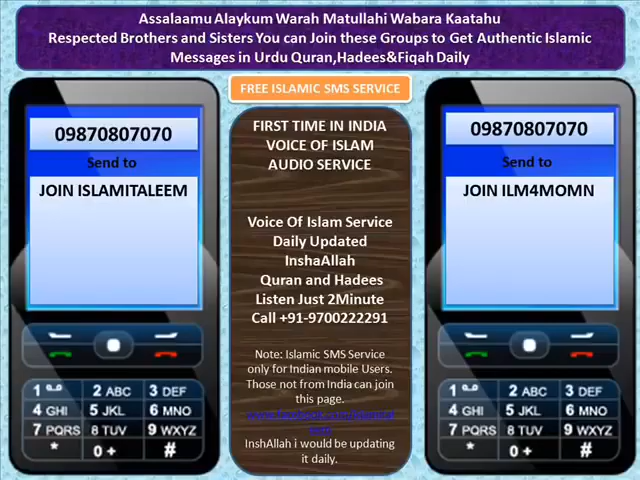 Assalaamu Alaykum Warah Matullahi Wabara Kaatahu
Respected Brothers and Sisters You can Join these Groups to Get Authentic Islamic
Messages in Urdu Quran,Hadees&Fiqah Daily
FREE ISLAMIC SMS SERVICE
09870807070
Send to
JOIN ISLAMITALEEM
FIRST TIME IN INDIA
VOICE OF ISLAM
AUDIO SERVICE
Voice Of Islam Service
Daily Updated
InshaAllah
Quran and Hadees
Listen Just 2Minute
Call +91-9700222291
Note: Islamic SMS Service
only for Indian mobile Users.
Those not from India can join
this page.
InshAllah i would be updating
it daily.
09870807070
Send to
JOIN ILM4MOMN
1 2 ABC 3 DEF
4 GHI 5 JKL 6 MNO
7 PQRS 8 TUV 9 WXYZ
* 0 + #
1 2 ABC 3 DEF
4 GHI 5 JKL 6 MNO
7 PQRS 8 TUV 9 WXYZ
* 0 + #